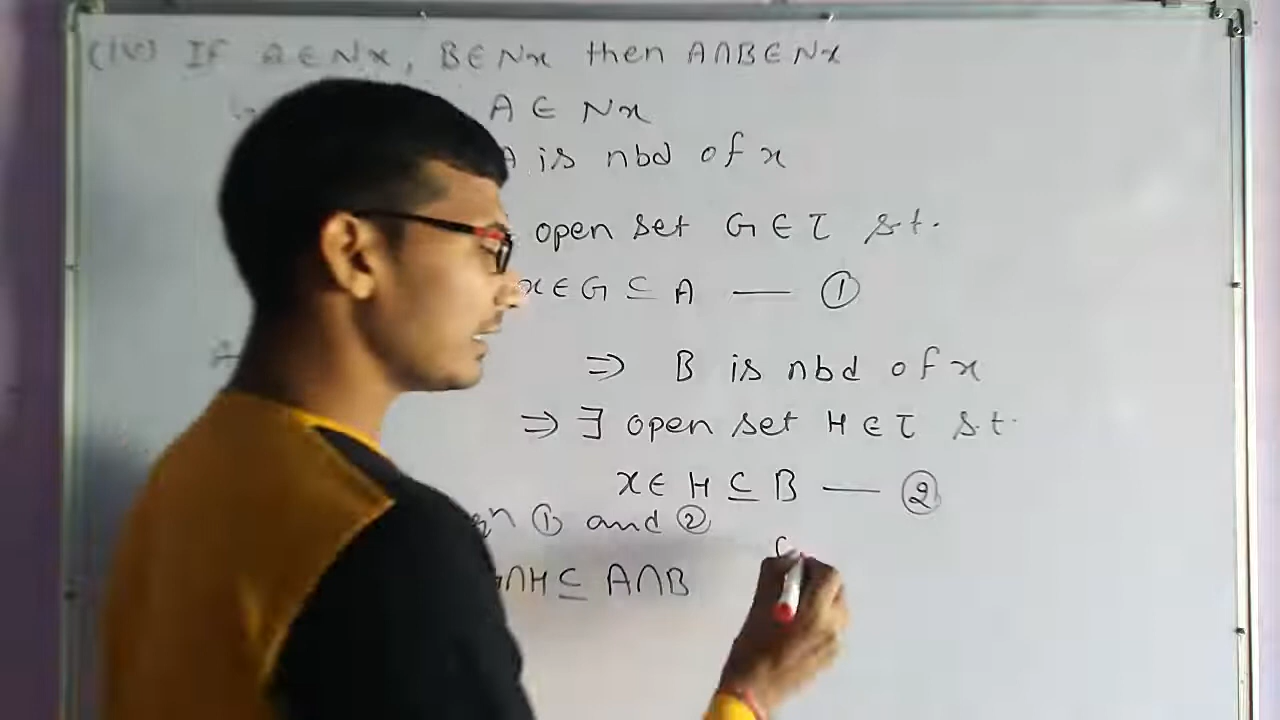 (iv) If A ∈ Nx, B ∈ Nx then A∩B ∈ Nx
A ∈ Nx
A is nbd of x
open set G ∈ τ s.t.
x ∈ G ⊆ A — ①
⇒ B is nbd of x
⇒ ∃ open set H ∈ τ s.t.
x ∈ H ⊆ B — ②
① and ②
∩H ⊆ A∩B